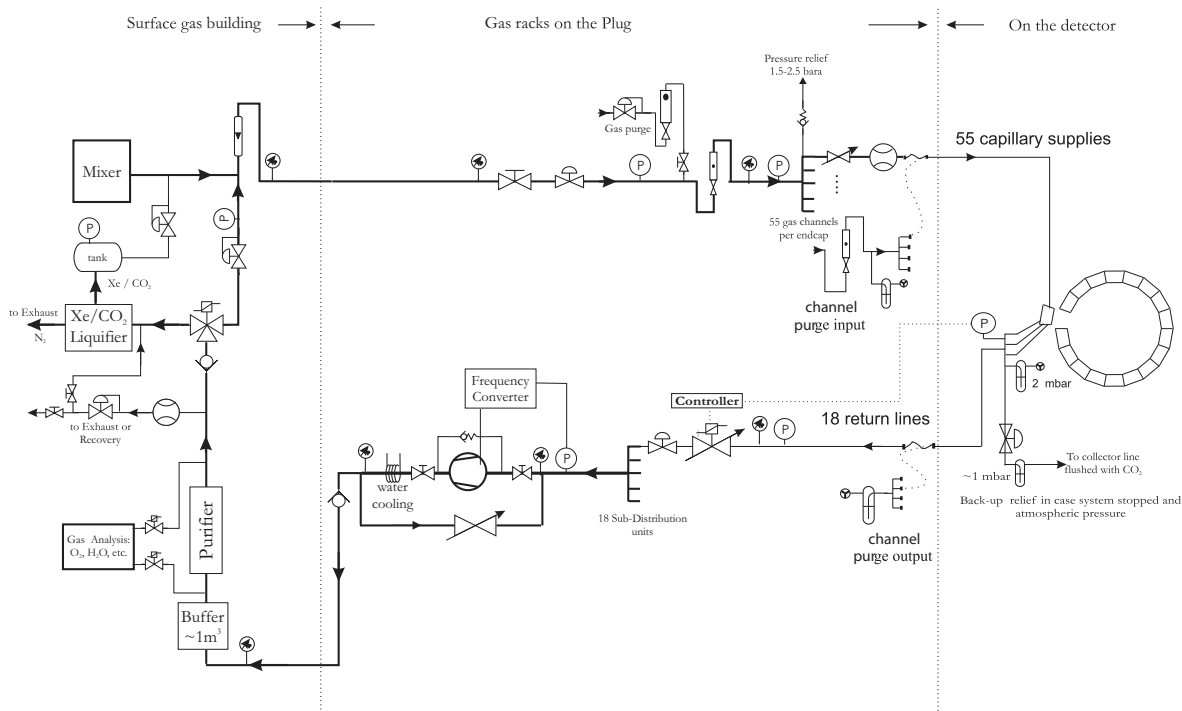 Surface gas building
Gas racks on the Plug
On the detector
Pressure relief
1.5-2.5 bara
Gas purge
P
P
55 capillary supplies
Mixer
P
P
tank
Xe / CO₂
55 gas channels
per endcap
to Exhaust
N₂
Xe/CO₂
Liquifier
channel
purge input
P
2 mbar
Frequency
Converter
Controller
18 return lines
to Exhaust or
Recovery
P
P
To collector line
flushed with CO₂
~1 mbar
water
cooling
Back-up relief in case system stopped and
atmospheric pressure
18 Sub-Distribution
units
channel
purge output
Gas Analysis:
O₂, H₂O, etc.
Purifier
Buffer
~1m³